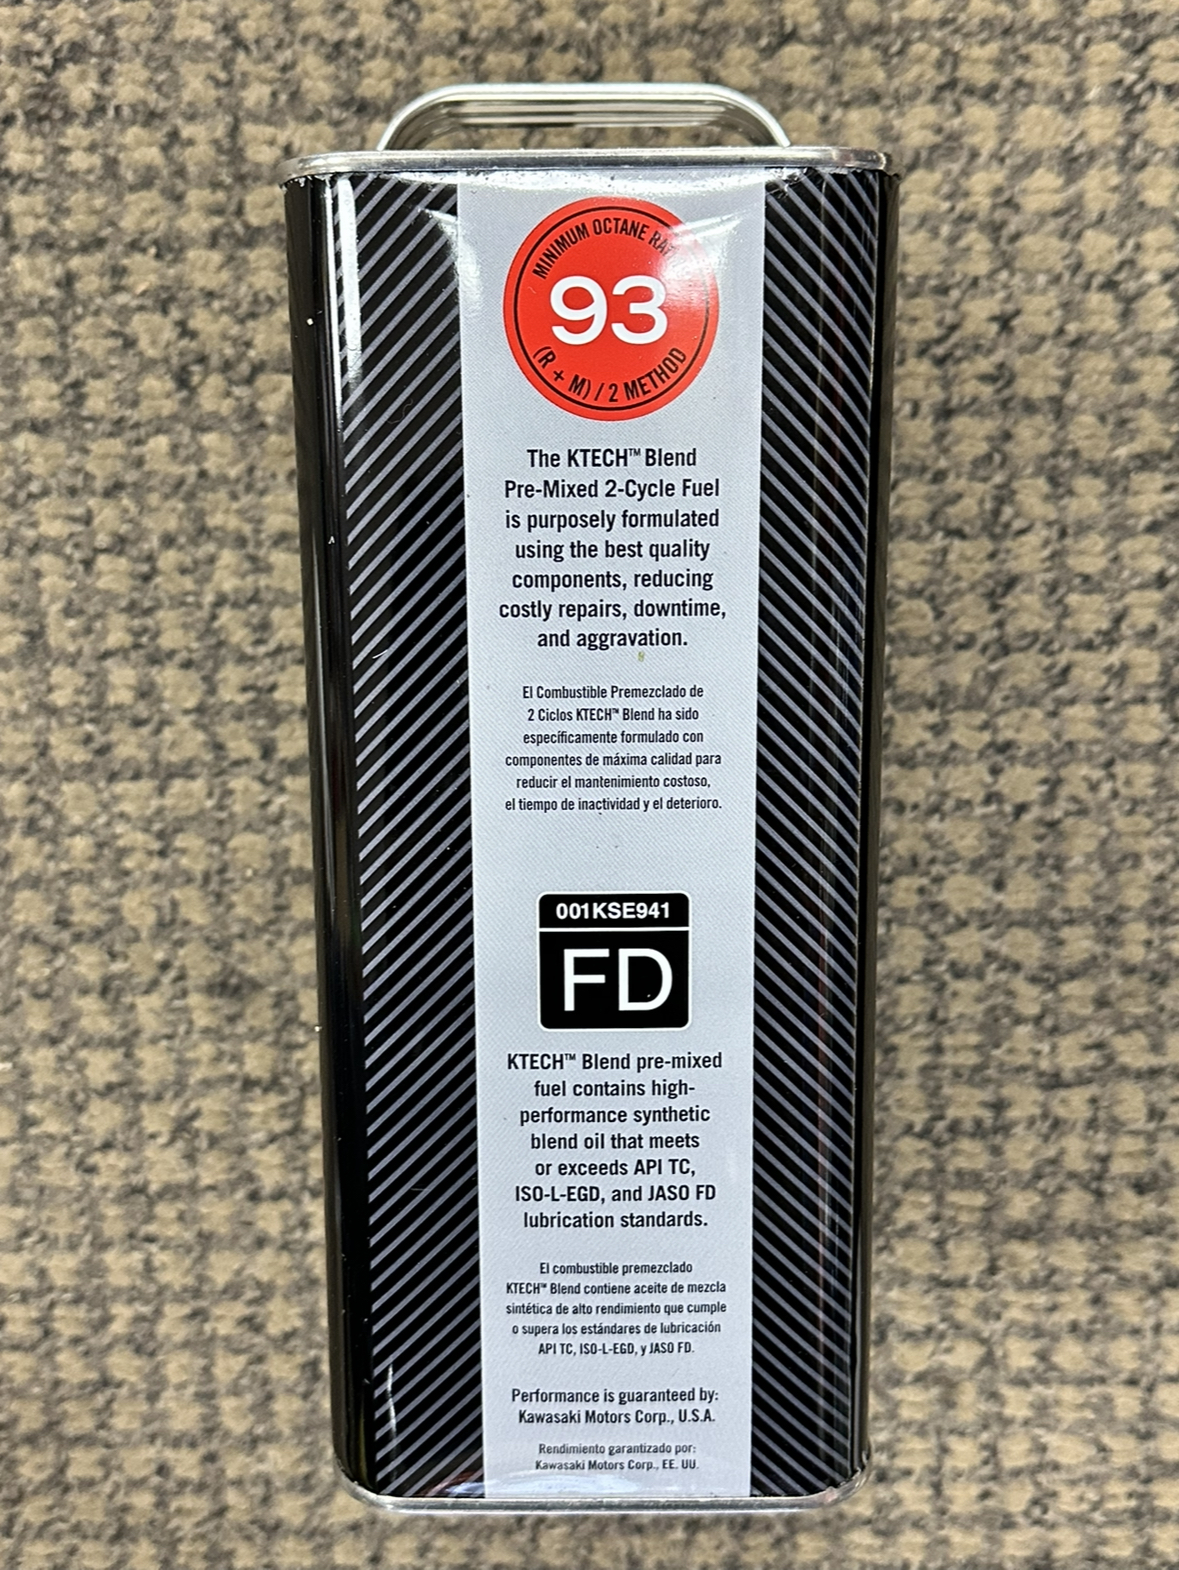 MINIMUM OCTANE
93
(R + M) / 2 METHOD
The KTECH™ Blend
Pre-Mixed 2-Cycle Fuel
is purposely formulated
using the best quality
components, reducing
costly repairs, downtime,
and aggravation.
El Combustible Premezclado de
2 Ciclos KTECH™ Blend ha sido
específicamente formulado con
componentes de máxima calidad para
reducir el mantenimiento costoso,
el tiempo de inactividad y el deterioro.
001KSE941
FD
KTECH™ Blend pre-mixed
fuel contains high-
performance synthetic
blend oil that meets
or exceeds API TC,
ISO-L-EGD, and JASO FD
lubrication standards.
El combustible premezclado
KTECH™ Blend contiene aceite de mezcla
sintética de alto rendimiento que cumple
o supera los estándares de lubricación
API TC, ISO-L-EGD, y JASO FD.
Performance is guaranteed by:
Kawasaki Motors Corp., U.S.A.
Rendimiento garantizado por:
Kawasaki Motors Corp., EE. UU.